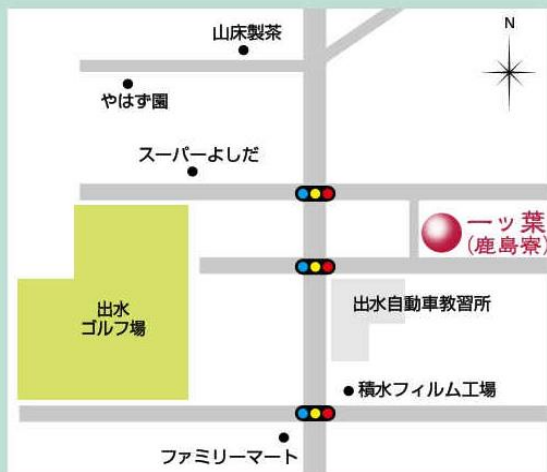 山床製茶
N
やはず園
スーパーよしだ
一ッ葉
(鹿島寮)
出水
ゴルフ場
出水自動車教習所
積水フィルム工場
ファミリーマート